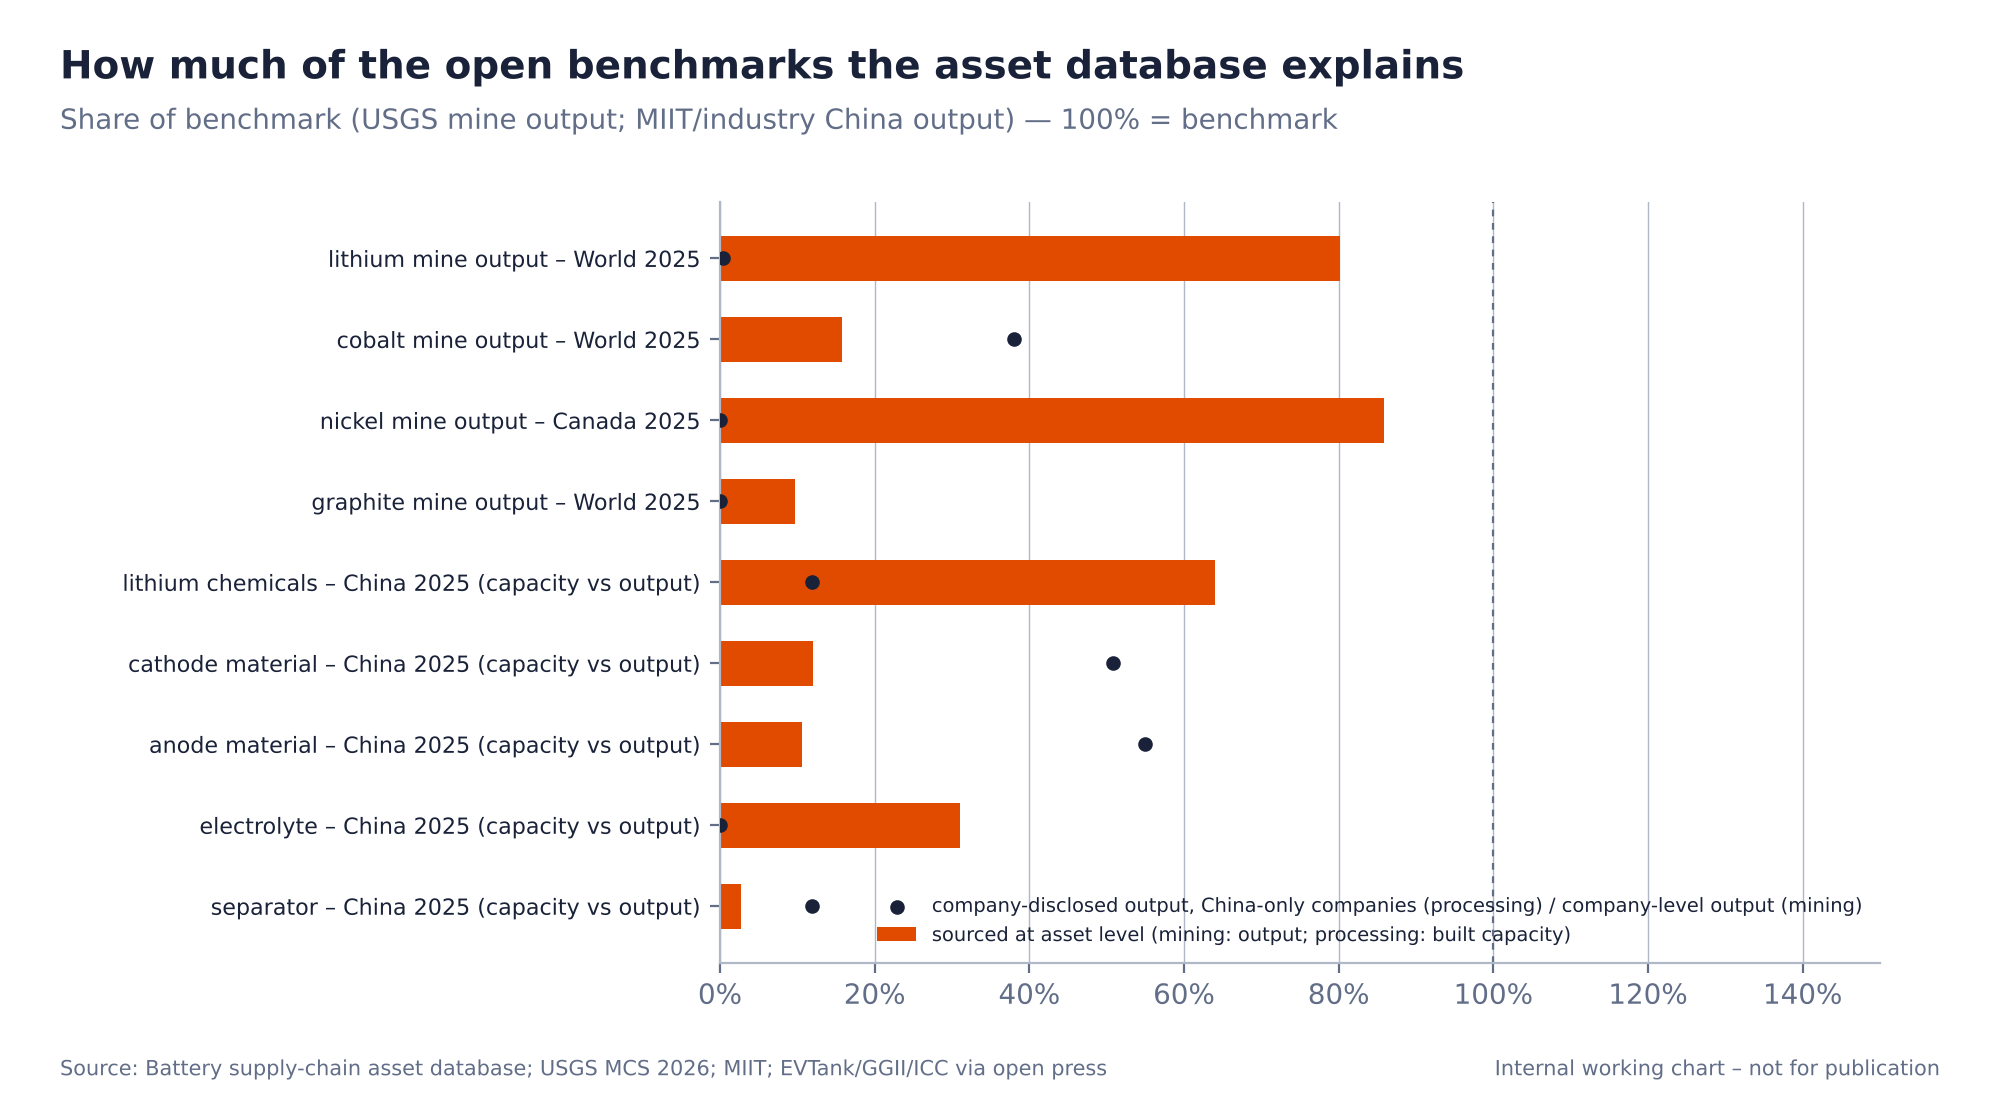 How much of the open benchmarks the asset database explains
Share of benchmark (USGS mine output; MIIT/industry China output) — 100% = benchmark
lithium mine output – World 2025
cobalt mine output – World 2025
nickel mine output – Canada 2025
graphite mine output – World 2025
lithium chemicals – China 2025 (capacity vs output)
cathode material – China 2025 (capacity vs output)
anode material – China 2025 (capacity vs output)
electrolyte – China 2025 (capacity vs output)
separator – China 2025 (capacity vs output)
company-disclosed output, China-only companies (processing) / company-level output (mining)
sourced at asset level (mining: output; processing: built capacity)
0% 20% 40% 60% 80% 100% 120% 140%
Source: Battery supply-chain asset database; USGS MCS 2026; MIIT; EVTank/GGII/ICC via open press
Internal working chart – not for publication